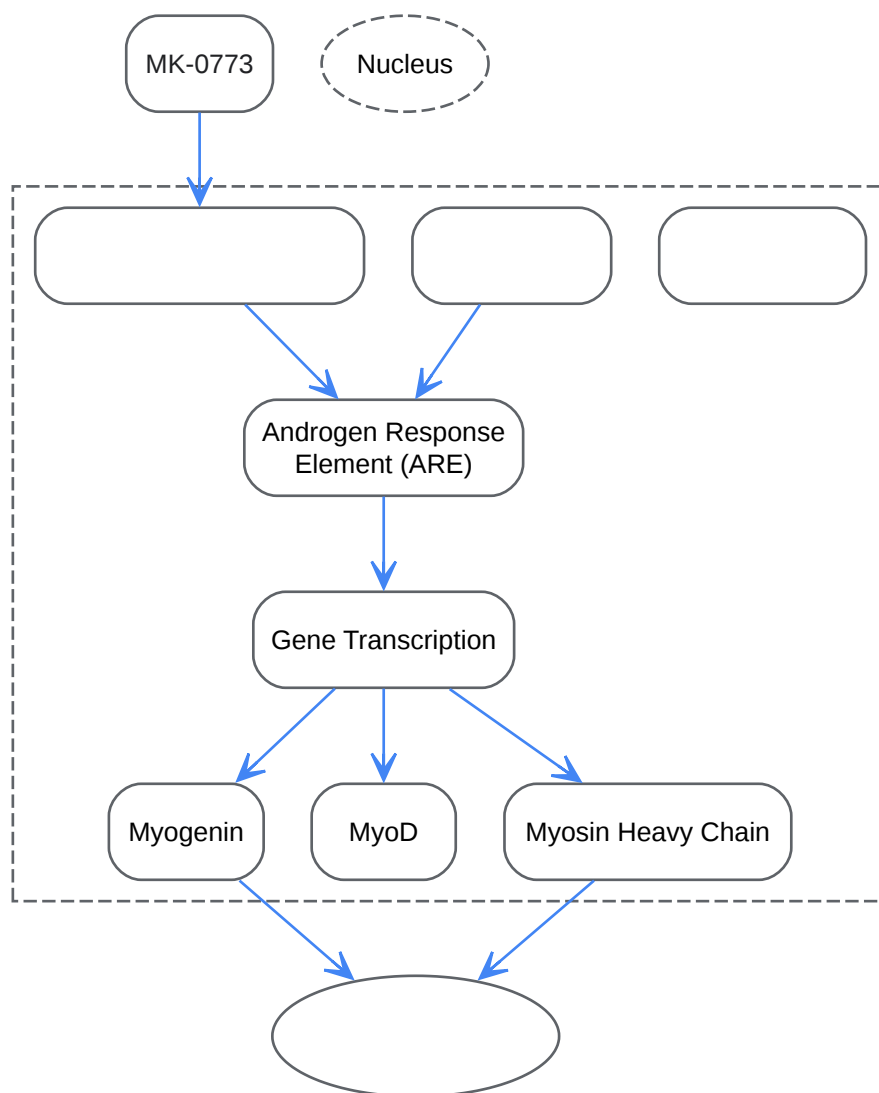 MK-0773
Nucleus
Androgen Response
Element (ARE)
Gene Transcription
Myogenin
MyoD
Myosin Heavy Chain